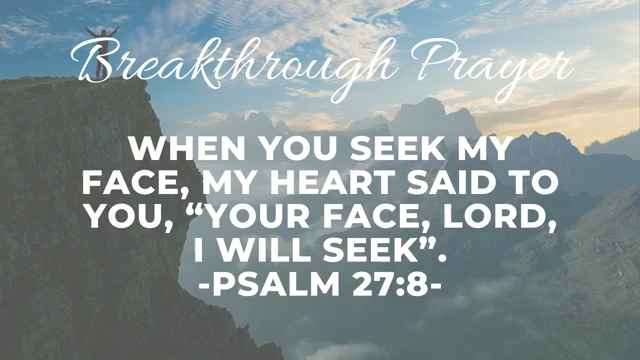 Breakthrough Prayer
WHEN YOU SEEK MY
FACE, MY HEART SAID TO
YOU, “YOUR FACE, LORD,
I WILL SEEK”.
-PSALM 27:8-